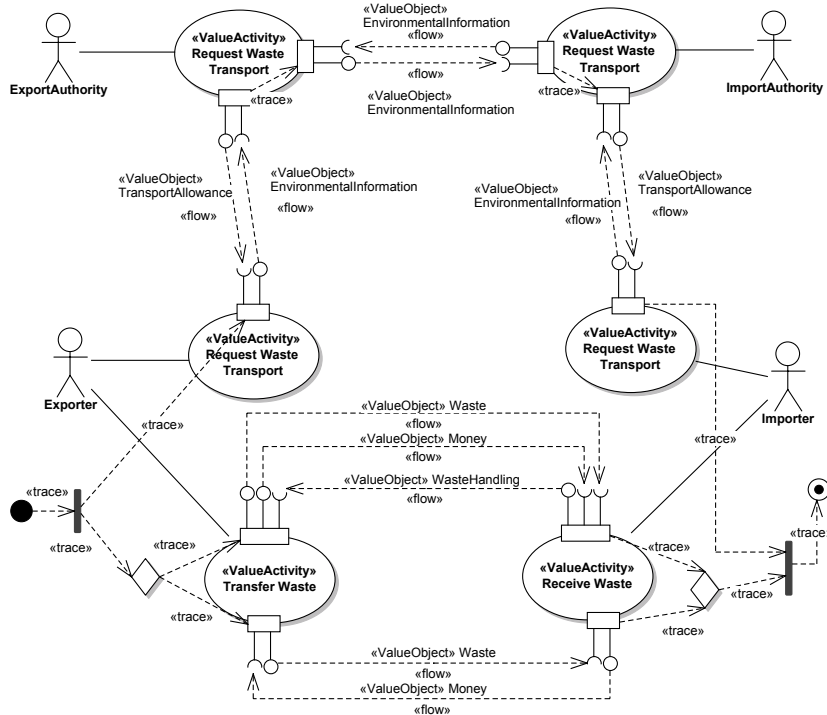 «ValueActivity»
Request Waste
Transport
«ValueObject»
EnvironmentalInformation
«flow»
«ValueActivity»
Request Waste
Transport
ExportAuthority
ImportAuthority
«trace»
«flow»
«ValueObject»
EnvironmentalInformation
«trace»
«ValueObject»
TransportAllowance
«flow»
«ValueObject»
EnvironmentalInformation
«flow»
«ValueObject»
EnvironmentalInformation
«flow»
«ValueObject»
TransportAllowance
«flow»
«ValueActivity»
Request Waste
Transport
«ValueActivity»
Request Waste
Transport
Exporter
Importer
«trace»
«ValueObject» Waste
«flow»
«ValueObject» Money
«flow»
«trace»
«ValueObject» WasteHandling
«flow»
«trace»
«trace»
«trace»
«trace»
«trace»
«ValueActivity»
Transfer Waste
«ValueActivity»
Receive Waste
«trace»
«trace»
«trace»
«ValueObject» Waste
«flow»
«ValueObject» Money
«flow»